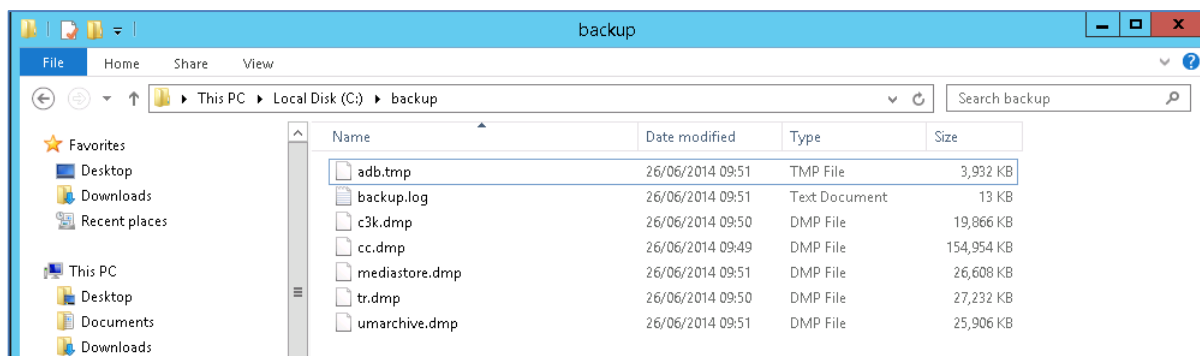 backup
File Home Share View
This PC Local Disk (C:) backup Search backup
Name Date modified Type Size
Favorites
Desktop
Downloads
Recent places
This PC
Desktop
Documents
Downloads
adb.tmp 26/06/2014 09:51 TMP File 3,932 KB
backup.log 26/06/2014 09:51 Text Document 13 KB
c3k.dmp 26/06/2014 09:50 DMP File 19,866 KB
cc.dmp 26/06/2014 09:49 DMP File 154,954 KB
mediastore.dmp 26/06/2014 09:51 DMP File 26,608 KB
tr.dmp 26/06/2014 09:50 DMP File 27,232 KB
umarchive.dmp 26/06/2014 09:51 DMP File 25,906 KB